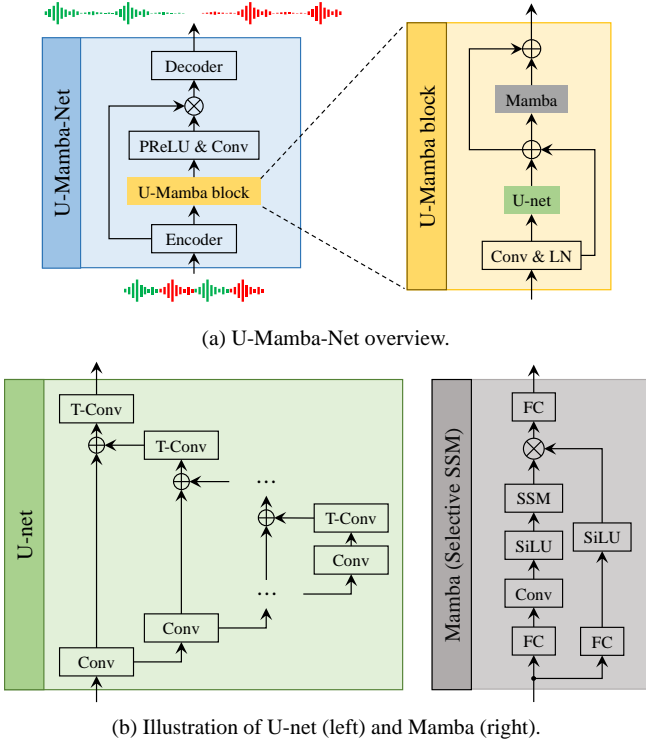 U-Mamba-Net
Decoder
PReLU & Conv
U-Mamba block
Encoder
U-Mamba block
Mamba
U-net
Conv & LN
(a) U-Mamba-Net overview.
U-net
T-Conv
T-Conv
...
T-Conv
Conv
...
Conv
Conv
Mamba (Selective SSM)
FC
SSM
SiLU
SiLU
Conv
FC
FC
(b) Illustration of U-net (left) and Mamba (right).